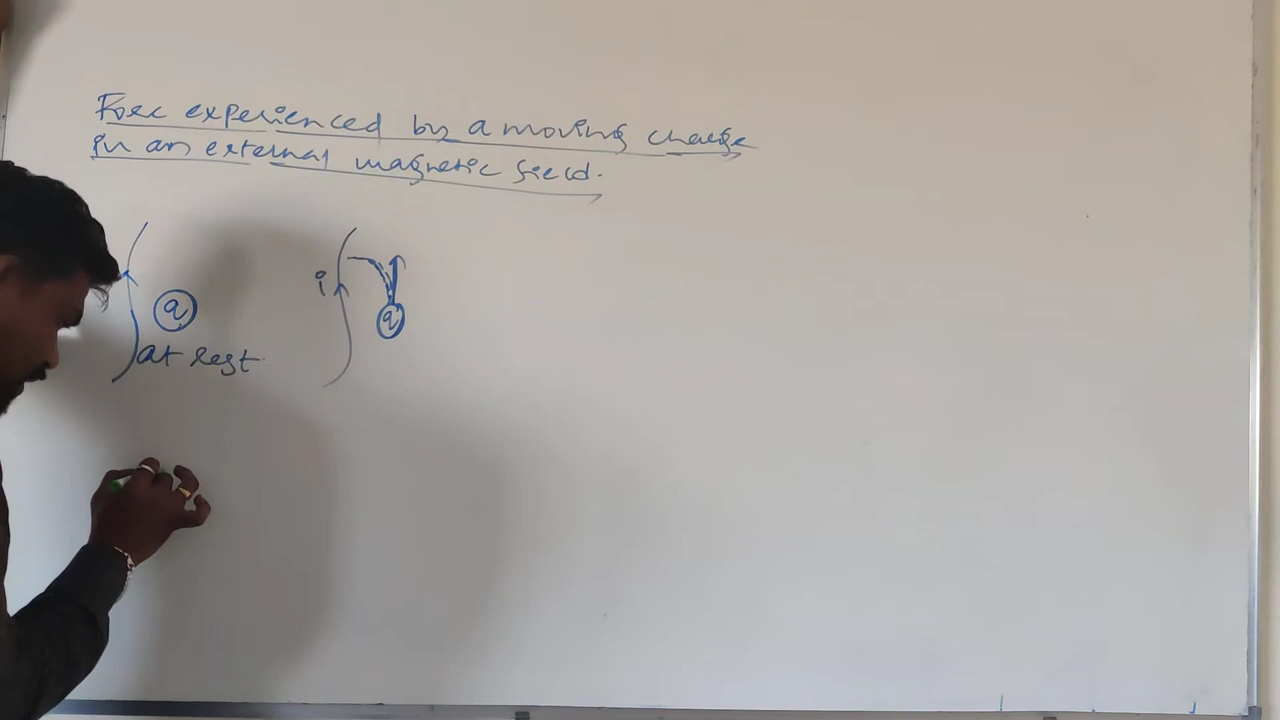 Force experienced by a moving charge
in an external magnetic field.
i
q
q
at rest